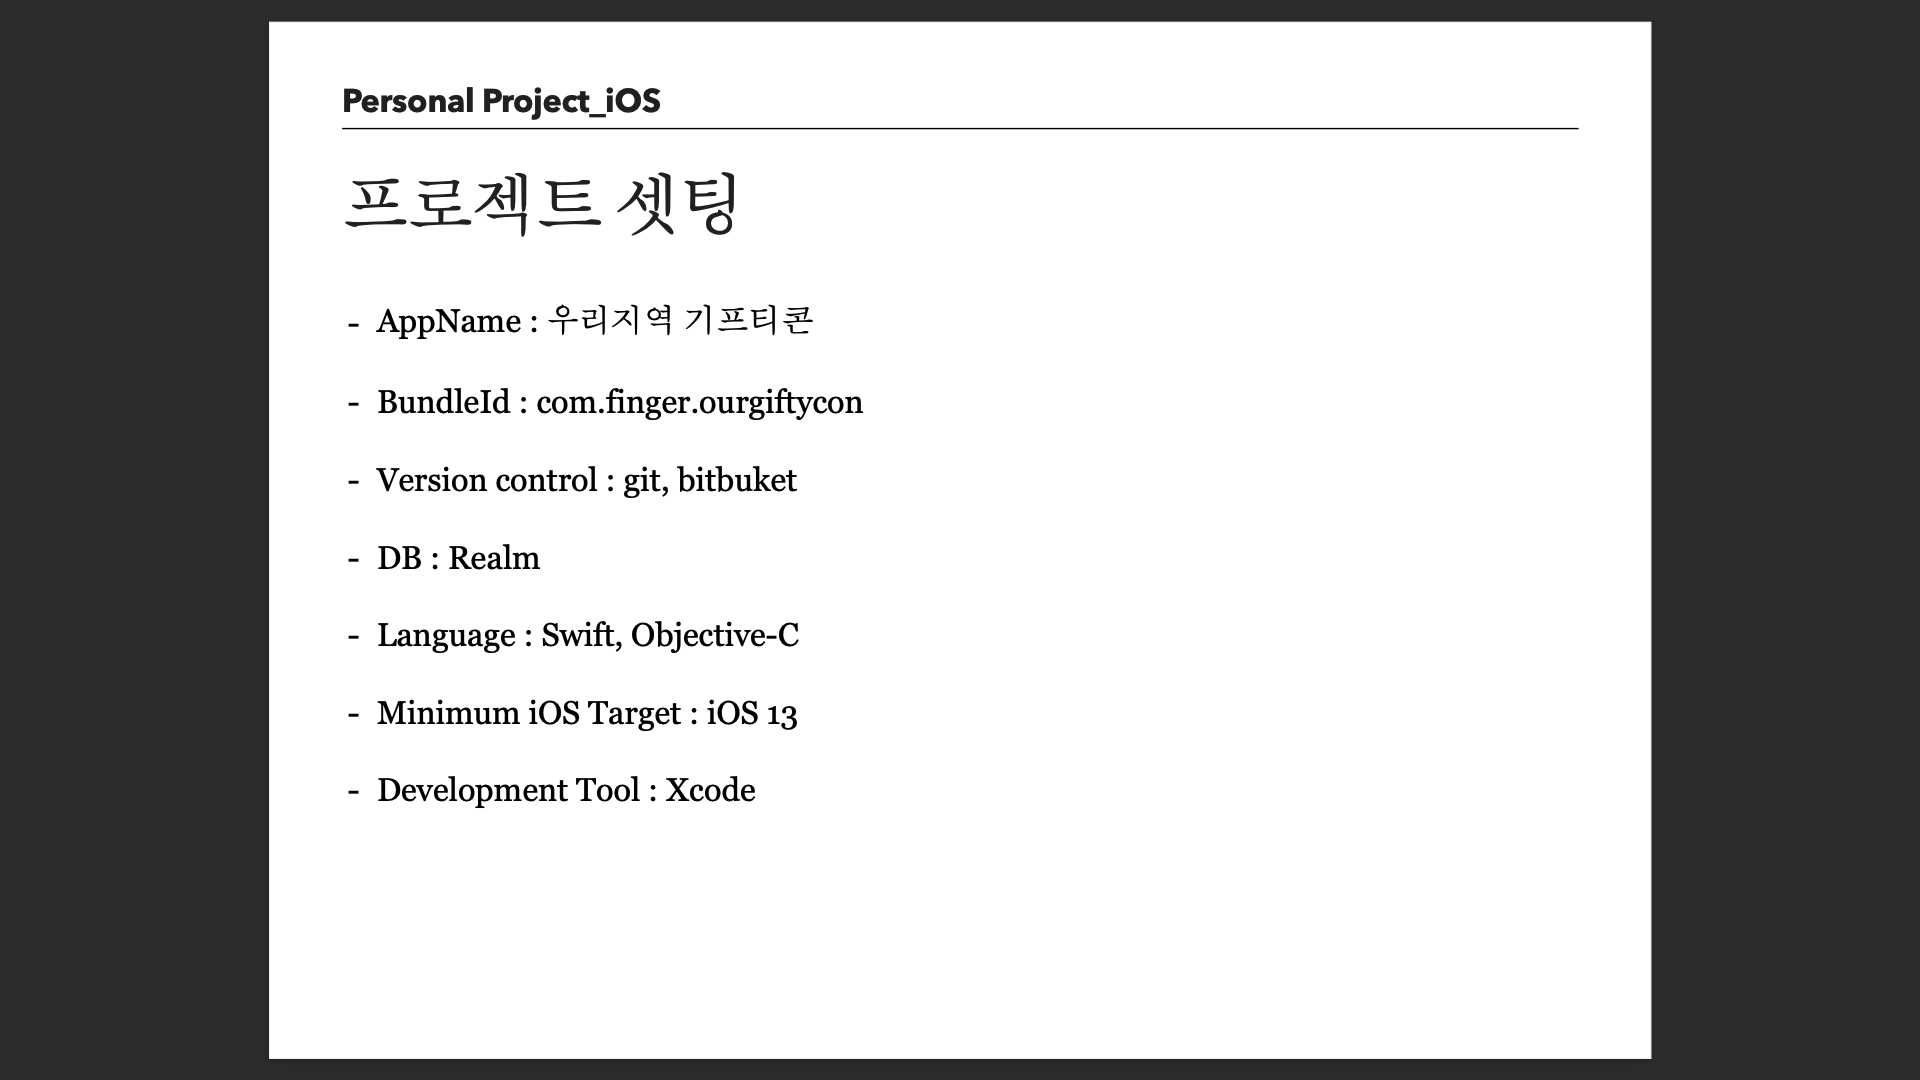 Personal Project_iOS
프로젝트 셋팅
- AppName : 우리지역 기프티콘
- BundleId : com.finger.ourgiftycon
- Version control : git, bitbuket
- DB : Realm
- Language : Swift, Objective-C
- Minimum iOS Target : iOS 13
- Development Tool : Xcode